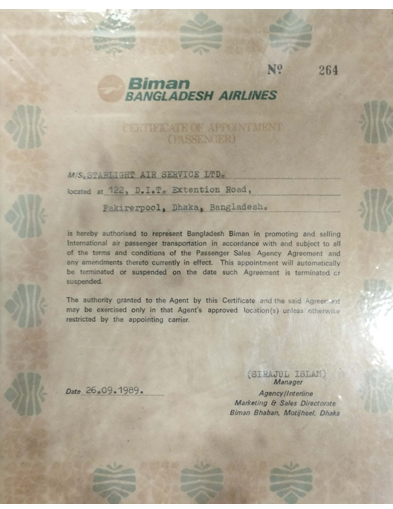 Nº 264
Biman
BANGLADESH AIRLINES
CERTIFICATE OF APPOINTMENT
(PASSENGER)
M/S. STARLIGHT AIR SERVICE LTD.
located at 122, D.I.T. Extention Road,
Fakirerpool, Dhaka, Bangladesh.
is hereby authorised to represent Bangladesh Biman in promoting and selling
International air passenger transportation in accordance with and subject to all
of the terms and conditions of the Passenger Sales Agency Agreement and
any amendments thereto currently in effect. This appointment will automatically
be terminated or suspended on the date such Agreement is terminated or
suspended.
The authority granted to the Agent by this Certificate and the said Agreement
may be exercised only in that Agent's approved location(s) unless otherwise
restricted by the appointing carrier.
(SIRAJUL ISLAM)
Manager
Date 26.09.1989.
Agency/Interline
Marketing & Sales Directorate
Biman Bhaban, Motijheel, Dhaka